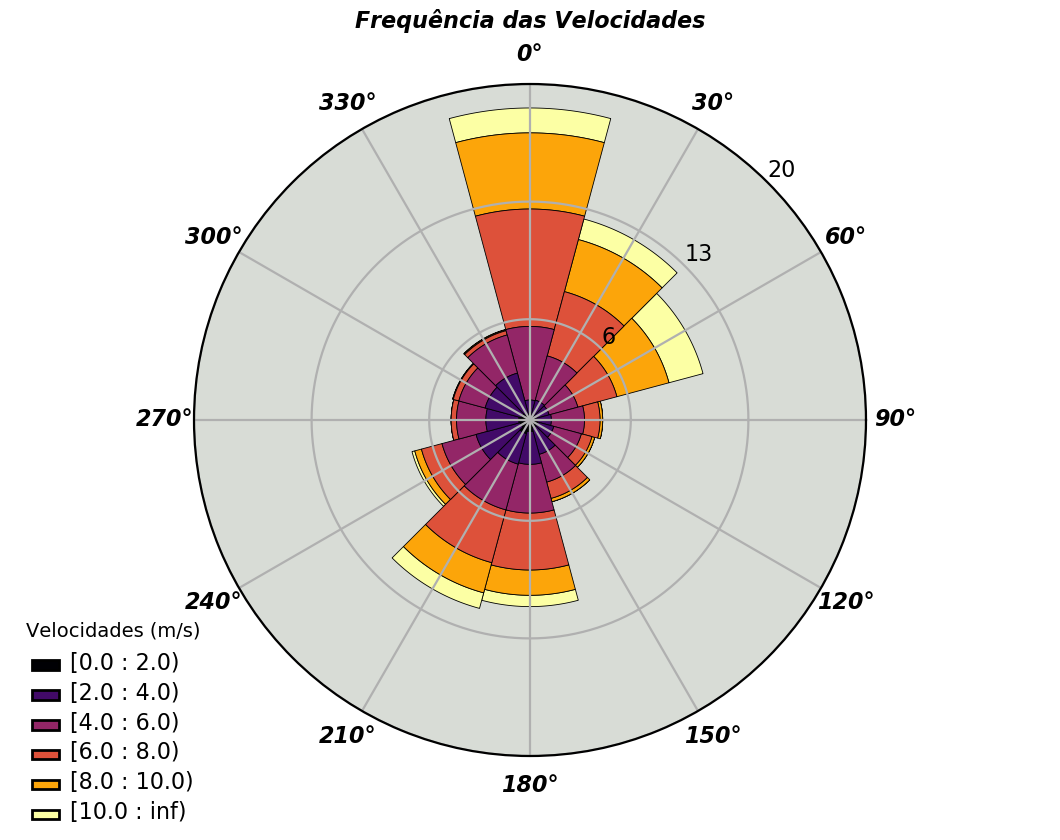 Frequência das Velocidades
0°
330°
30°
20
300°
60°
13
6
270°
90°
240°
120°
210°
150°
180°
Velocidades (m/s)
[0.0 : 2.0)
[2.0 : 4.0)
[4.0 : 6.0)
[6.0 : 8.0)
[8.0 : 10.0)
[10.0 : inf)